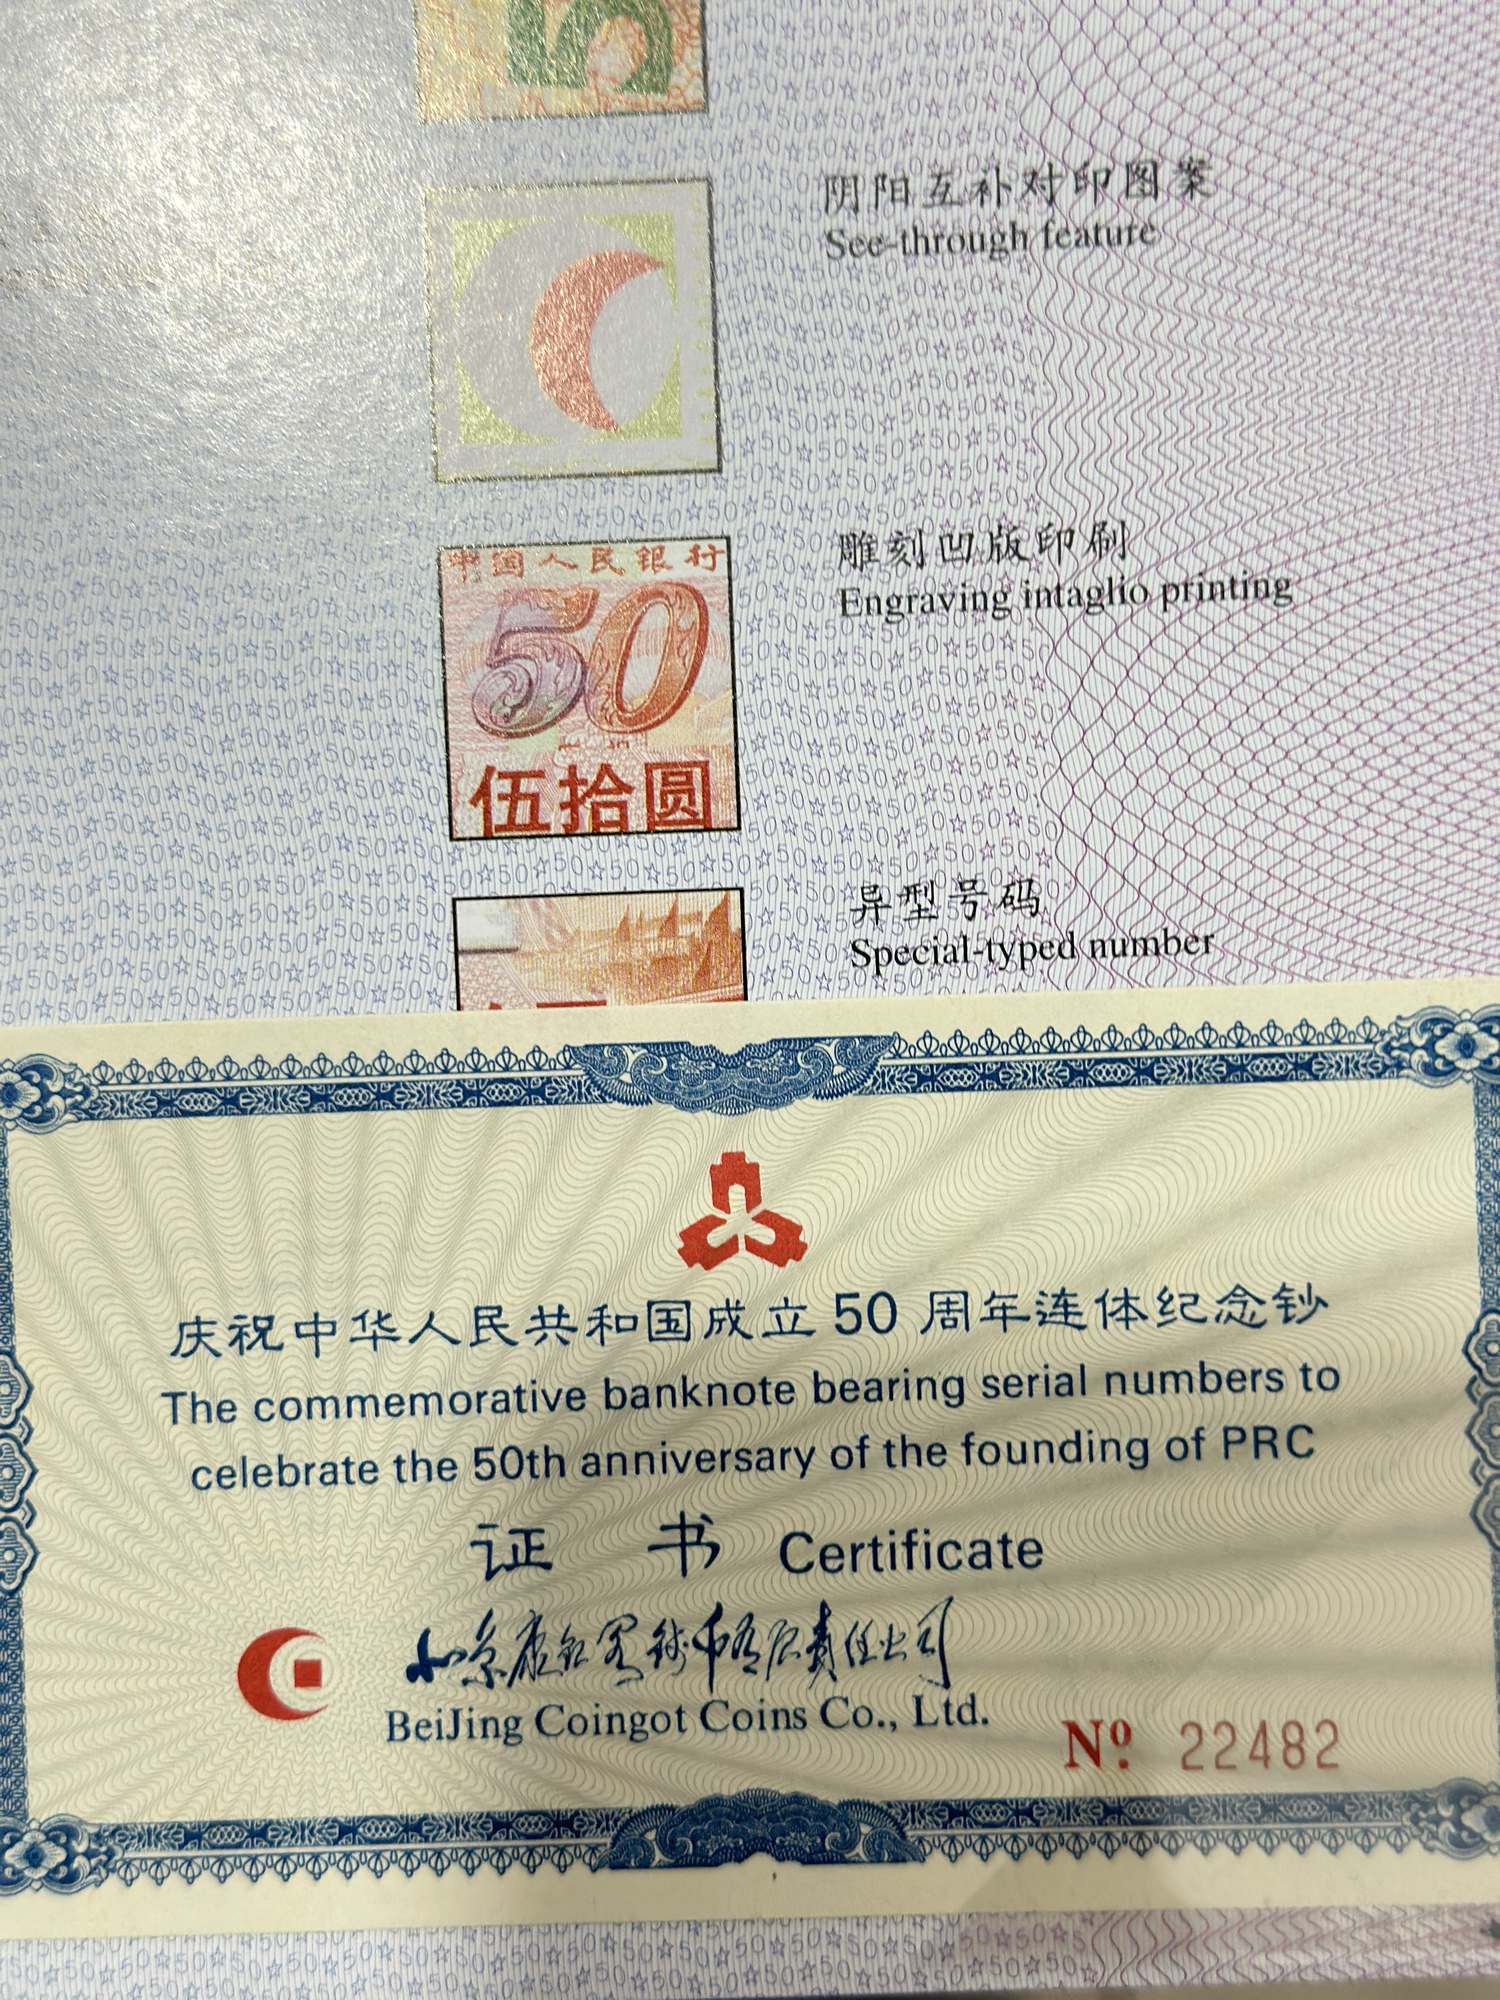 阴阳互补对印图案
See-through feature
中国人民银行
50
伍拾圆
雕刻凹版印刷
Engraving intaglio printing
异型号码
Special-typed number
庆祝中华人民共和国成立50周年连体纪念钞
The commemorative banknote bearing serial numbers to
celebrate the 50th anniversary of the founding of PRC
证 书 Certificate
BeiJing Coingot Coins Co., Ltd.
Nº. 22482